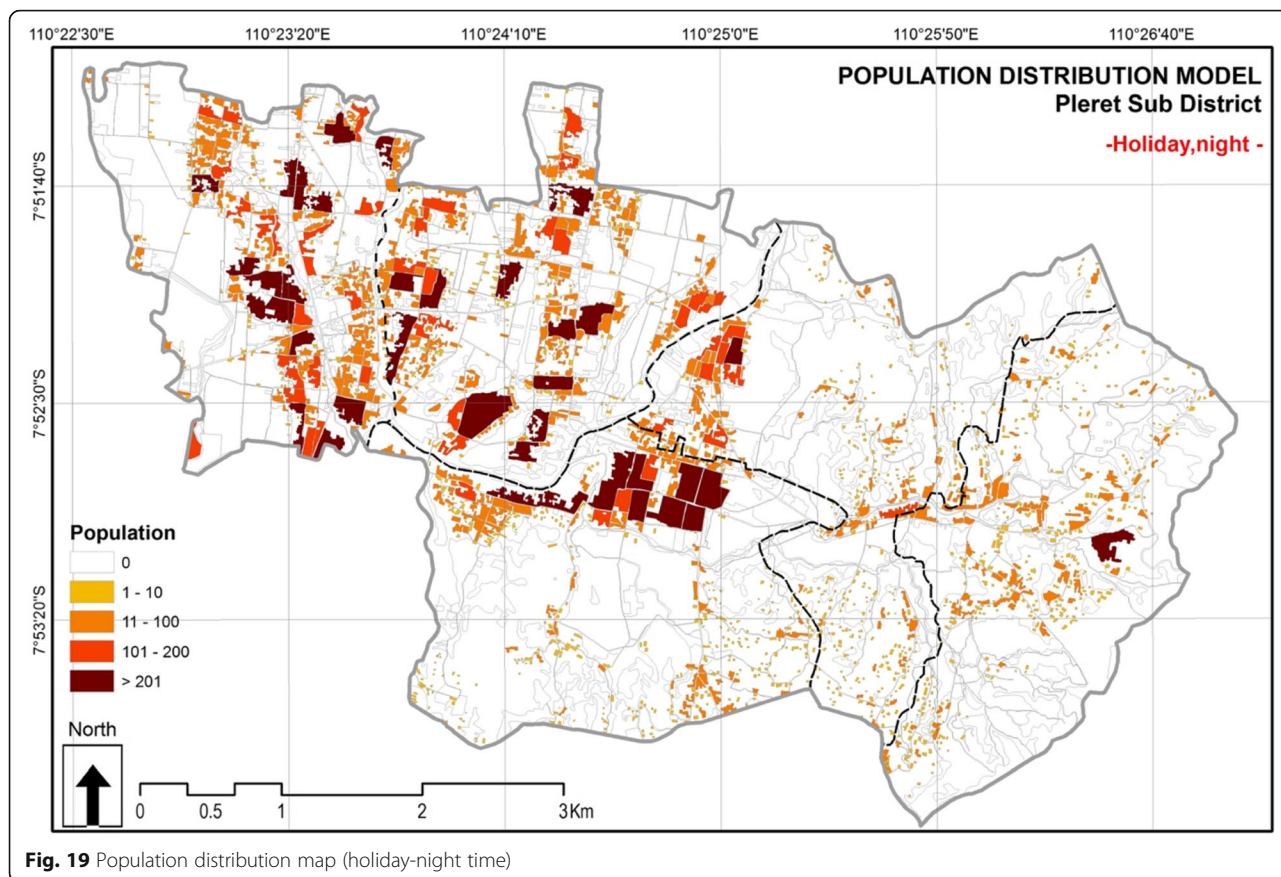 110°22'30"E 110°23'20"E 110°24'10"E 110°25'0"E 110°25'50"E 110°26'40"E
POPULATION DISTRIBUTION MODEL
Pleret Sub District
-Holiday,night -
7°51'40"S
7°52'30"S
7°53'20"S
Population
0
1 - 10
11 - 100
101 - 200
> 201
North
0 0.5 1 2 3Km
Fig. 19 Population distribution map (holiday-night time)